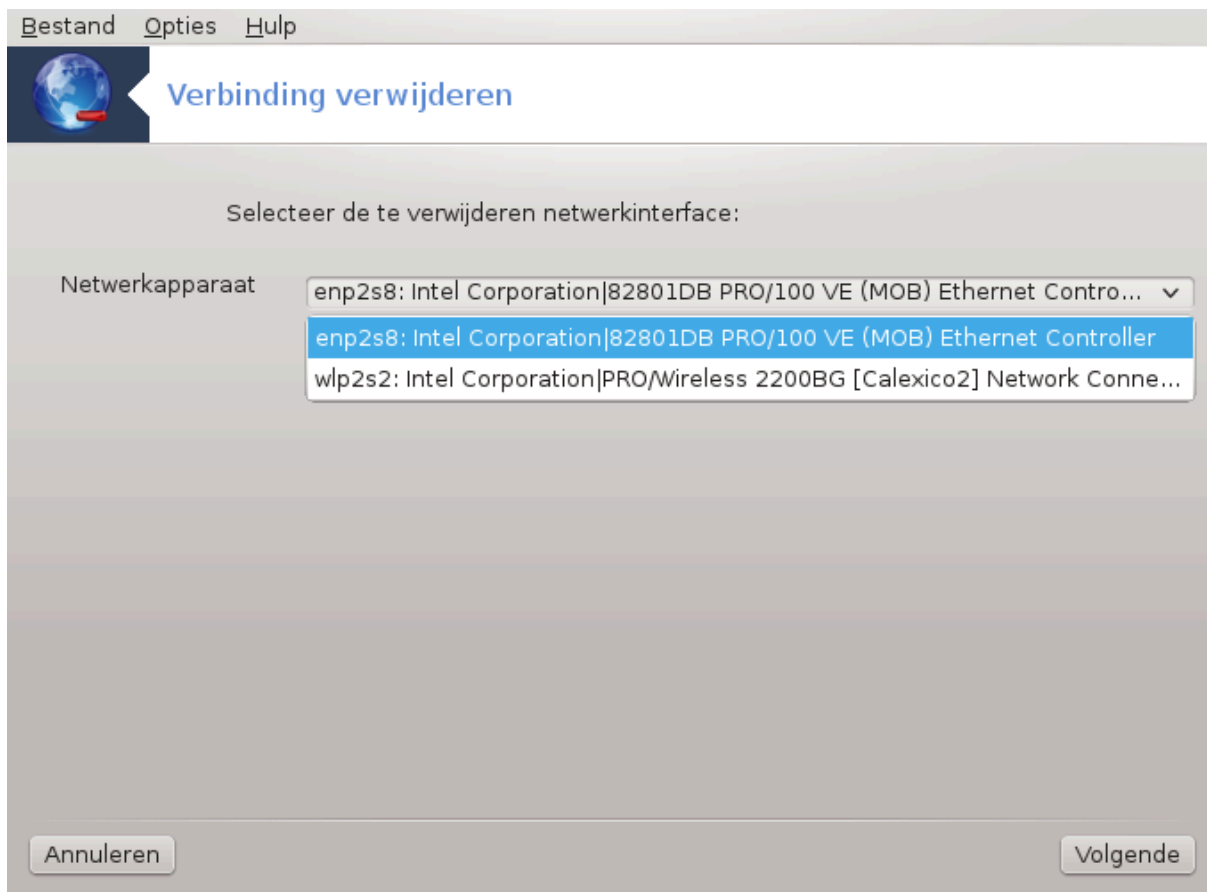 Bestand Opties Hulp
Verbinding verwijderen
Selecteer de te verwijderen netwerkinterface:
Netwerkapparaat
enp2s8: Intel Corporation|82801DB PRO/100 VE (MOB) Ethernet Contro...
enp2s8: Intel Corporation|82801DB PRO/100 VE (MOB) Ethernet Controller
wlp2s2: Intel Corporation|PRO/Wireless 2200BG [Calexico2] Network Conne...
Annuleren Volgende